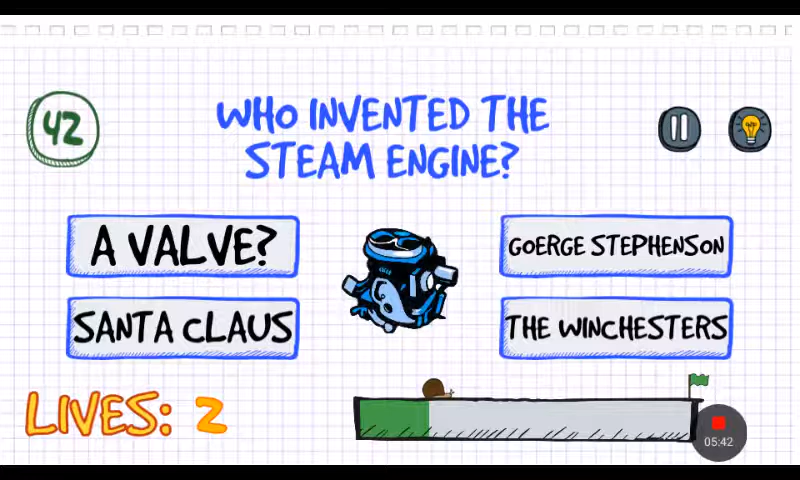 42
WHO INVENTED THE
STEAM ENGINE?
A VALVE?
GOERGE STEPHENSON
SANTA CLAUS
THE WINCHESTERS
LIVES: 2
05:42